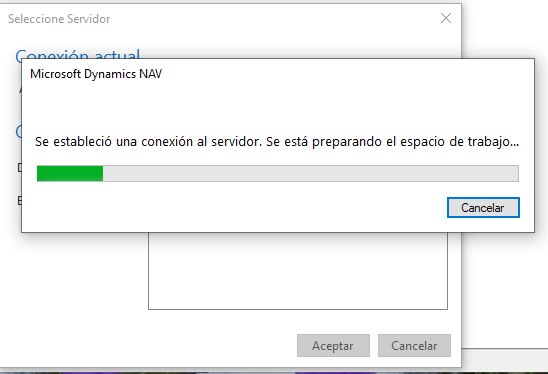 Seleccione Servidor
Conexión actual
Microsoft Dynamics NAV
Se estableció una conexión al servidor. Se está preparando el espacio de trabajo...
Cancelar
Aceptar
Cancelar